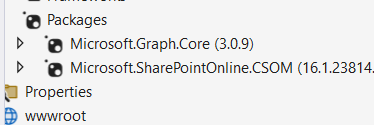 Packages
Microsoft.Graph.Core (3.0.9)
Microsoft.SharePointOnline.CSOM (16.1.23814.
Properties
wwwroot